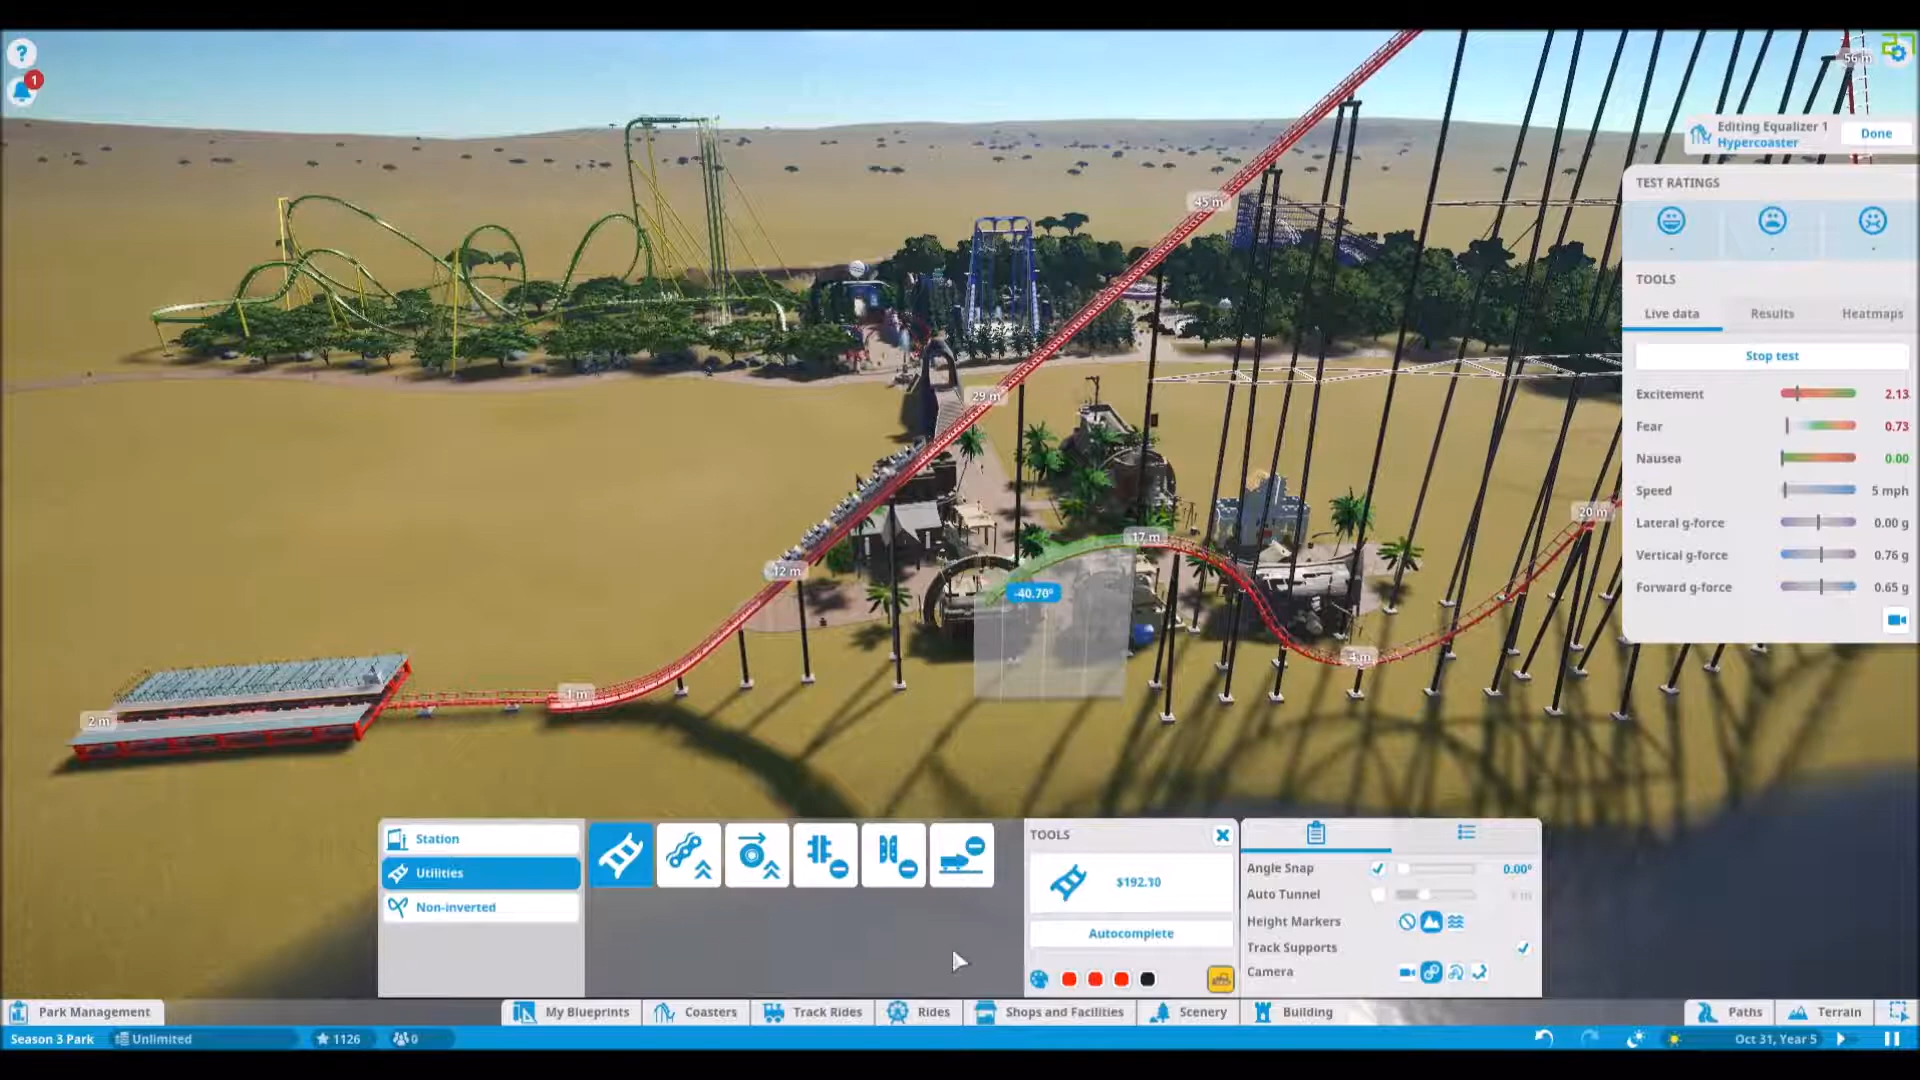 ?
1
27
56 m
Editing Equalizer 1
Hypercoaster
Done
TEST RATINGS
-
-
-
TOOLS
Live data
Results
Heatmaps
Stop test
Excitement
2.13
Fear
0.73
Nausea
0.00
Speed
5 mph
Lateral g-force
0.00 g
Vertical g-force
0.76 g
Forward g-force
0.65 g
45 m
29 m
20 m
17 m
12 m
-40.70°
4 m
1 m
2 m
Station
Utilities
Non-inverted
TOOLS
$192.10
Autocomplete
Angle Snap
0.00°
Auto Tunnel
Height Markers
Track Supports
Camera
Park Management
My Blueprints
Coasters
Track Rides
Rides
Shops and Facilities
Scenery
Building
Paths
Terrain
Season 3 Park
Unlimited
1126
0
Oct 31, Year 5